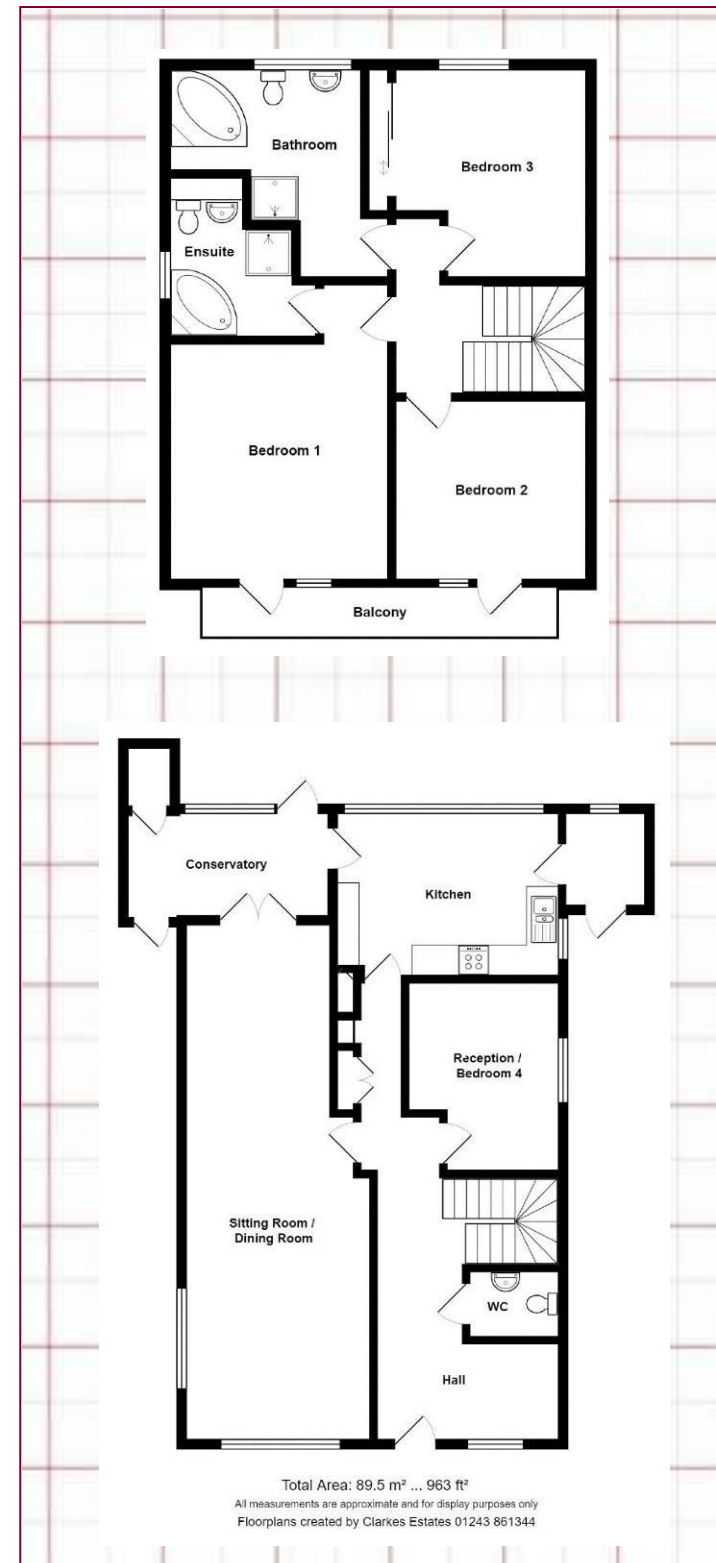 Bathroom
Bedroom 3
Ensuite
Bedroom 1
Bedroom 2
Balcony
Conservatory
Kitchen
Reception /
Bedroom 4
Sitting Room /
Dining Room
WC
Hall
Total Area: 89.5 m² ... 963 ft²
All measurements are approximate and for display purposes only
Floorplans created by Clarkes Estates 01243 861344